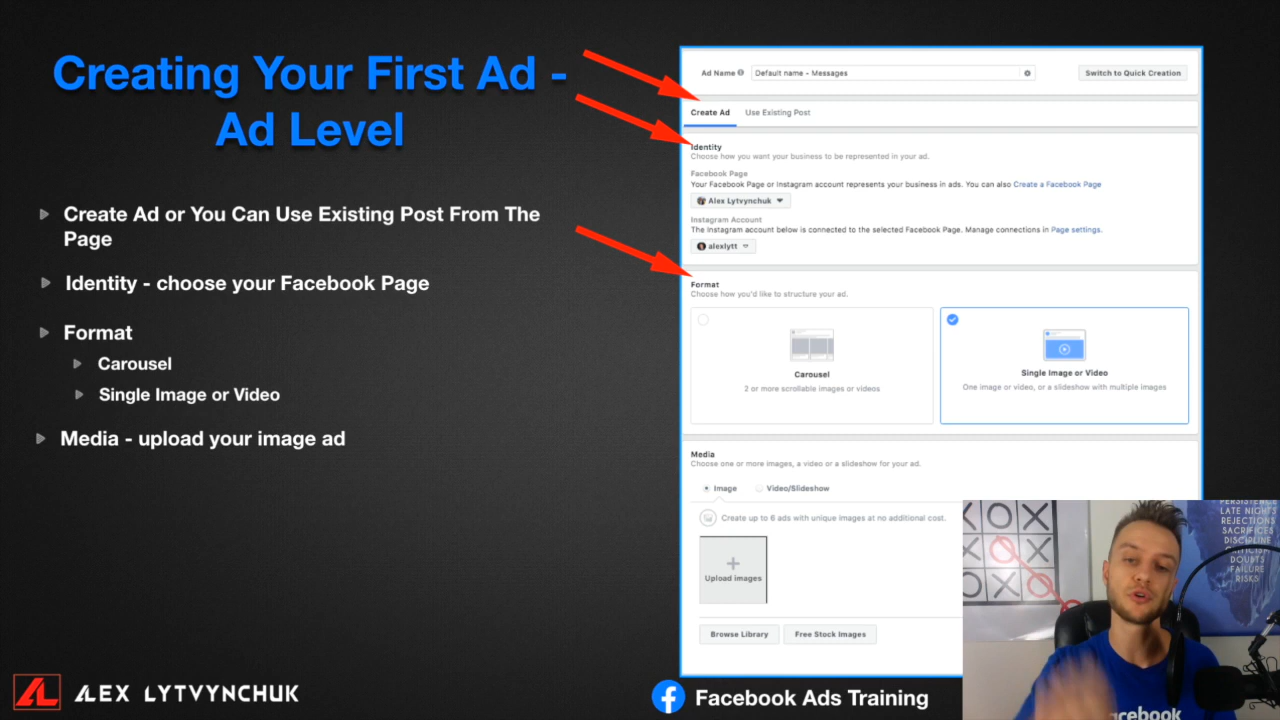 Creating Your First Ad -
Ad Level
Create Ad or You Can Use Existing Post From The
Page
Identity - choose your Facebook Page
Format
Carousel
Single Image or Video
Media - upload your image ad
ALEX LYTVYNCHUK
Ad Name
Default name - Messages
Switch to Quick Creation
Create Ad
Use Existing Post
Identity
Choose how you want your business to be represented in your ad.
Facebook Page
Your Facebook Page or Instagram account represents your business in ads. You can also Create a Facebook Page
Alex Lytvynchuk
Instagram Account
The Instagram account below is connected to the selected Facebook Page. Manage connections in Page settings.
alexlytt
Format
Choose how you'd like to structure your ad.
Carousel
2 or more scrollable images or videos
Single Image or Video
One image or video, or a slideshow with multiple images
Media
Choose one or more images, a video or a slideshow for your ad.
Image
Video/Slideshow
Create up to 6 ads with unique images at no additional cost.
Upload images
Browse Library
Free Stock Images
Facebook Ads Training
PERSISTENCE
LATE NIGHTS
REJECTIONS
SACRIFICES
DISCIPLINE
CRITICISM
DOUBTS
FAILURE
RISKS
acebook